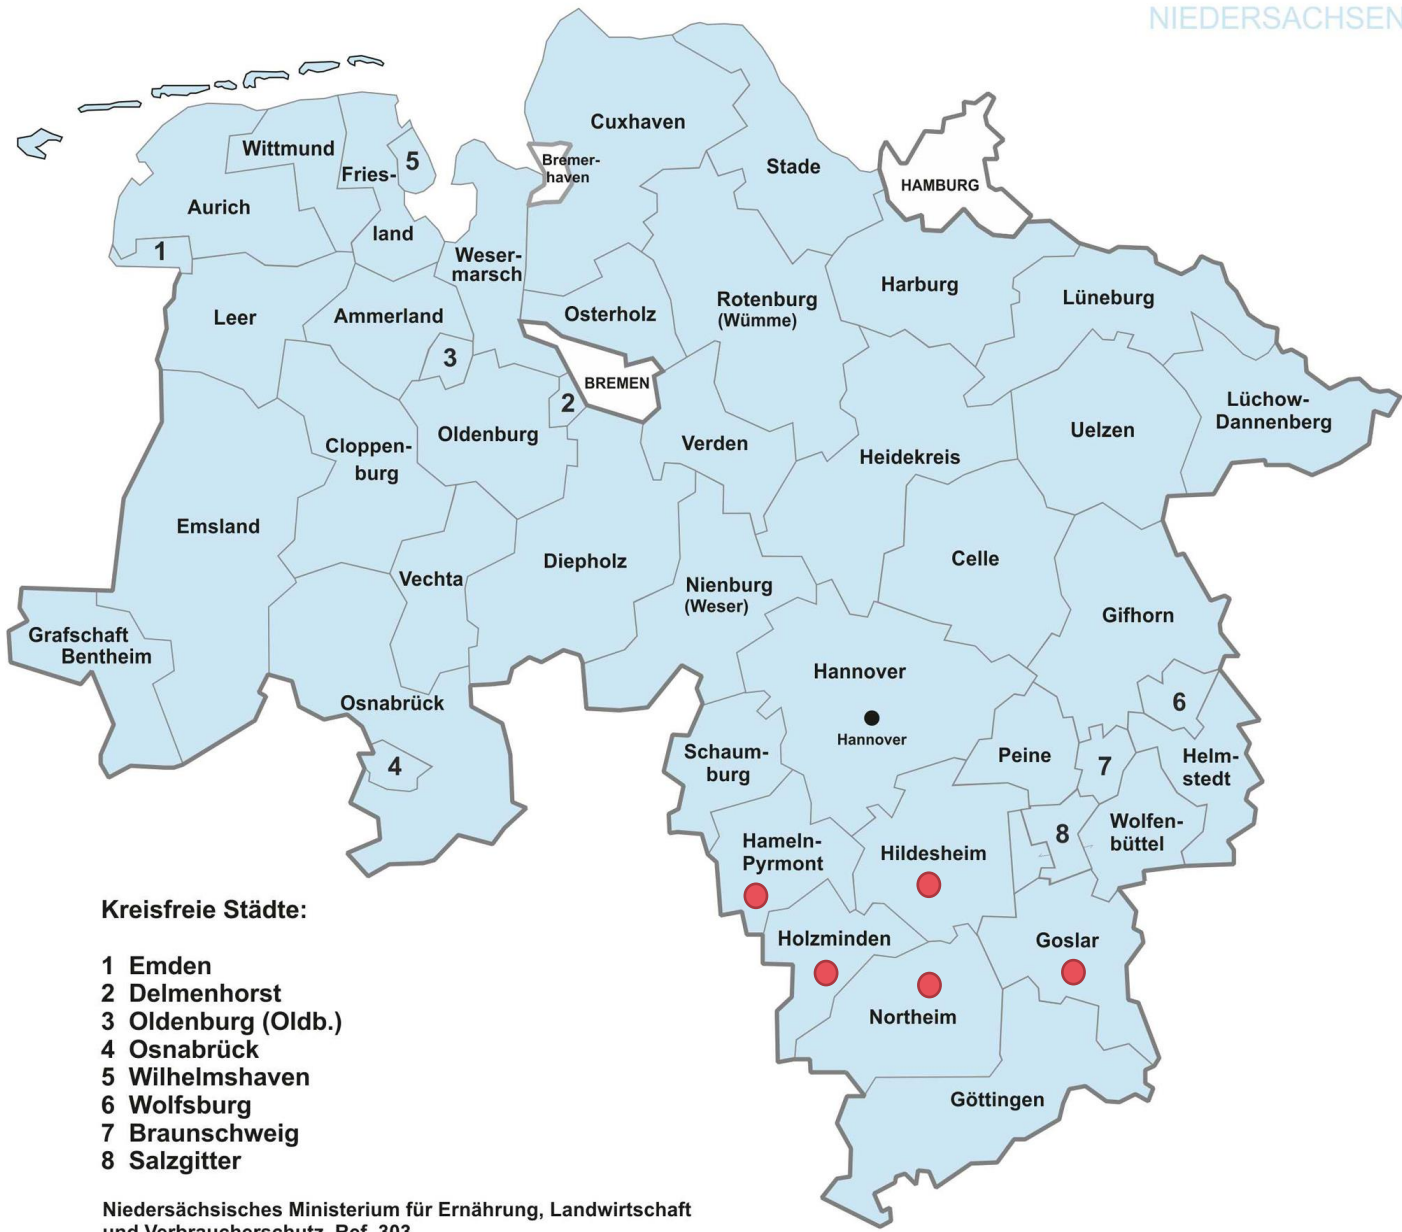 NIEDERSACHSEN
Cuxhaven
Wittmund
5
Bremer-
haven
Stade
Fries-
HAMBURG
Aurich
land
1
Weser-
marsch
Harburg
Lüneburg
Rotenburg
(Wümme)
Leer
Ammerland
Osterholz
3
BREMEN
2
Lüchow-
Dannenberg
Oldenburg
Verden
Uelzen
Cloppen-
burg
Heidekreis
Emsland
Diepholz
Celle
Vechta
Nienburg
(Weser)
Gifhorn
Grafschaft
Bentheim
Hannover
Osnabrück
6
Hannover
Schaum-
burg
Peine
7
Helm-
stedt
4
Wolfen-
büttel
8
Hameln-
Pyrmont
Hildesheim
Holzminden
Goslar
Northeim
Göttingen
Kreisfreie Städte:
1 Emden
2 Delmenhorst
3 Oldenburg (Oldb.)
4 Osnabrück
5 Wilhelmshaven
6 Wolfsburg
7 Braunschweig
8 Salzgitter
Niedersächsisches Ministerium für Ernährung, Landwirtschaft
und Verbraucherschutz, Ref. 303